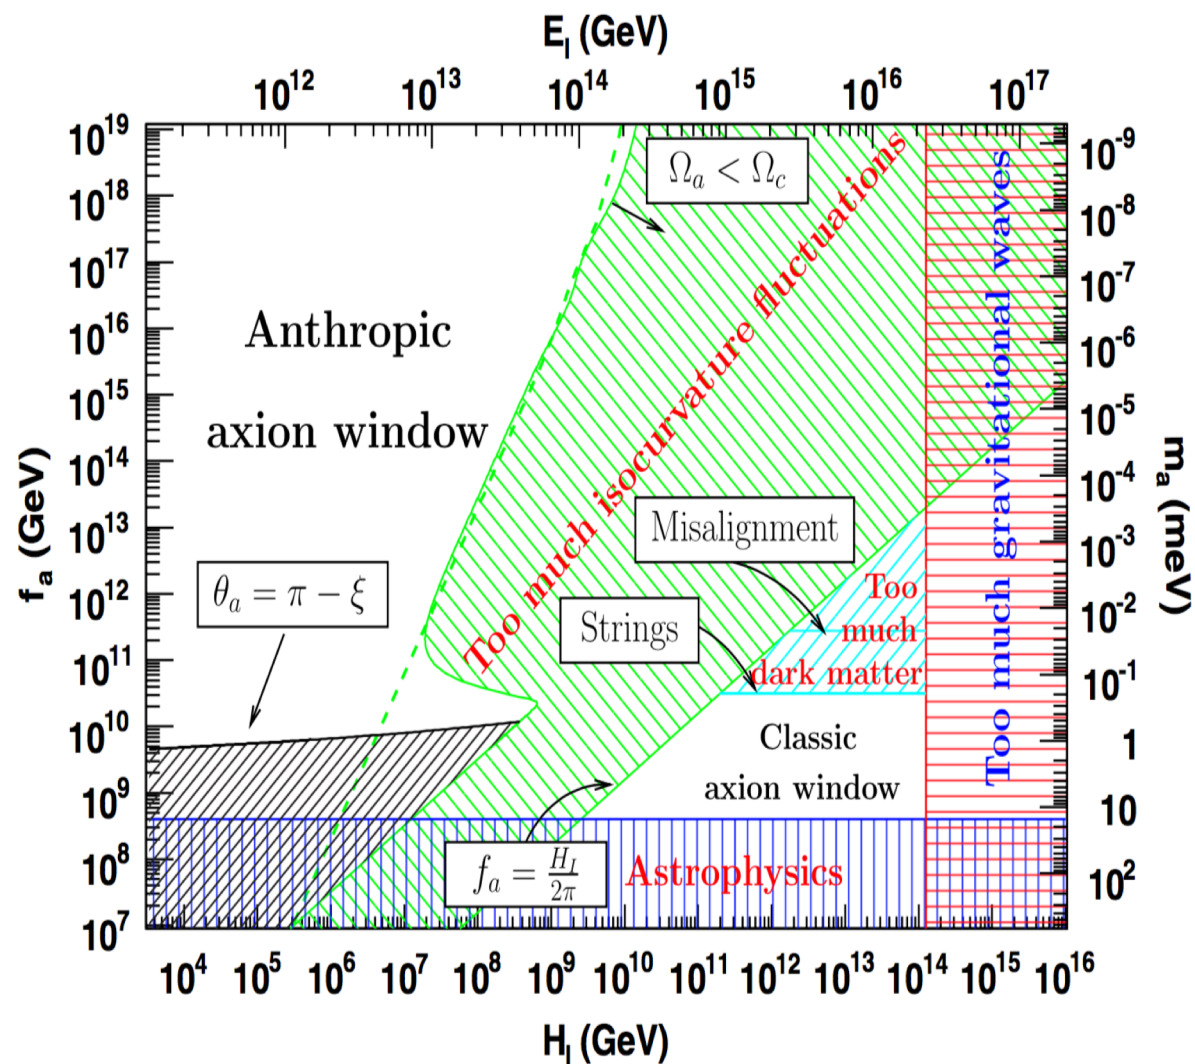 E_I (GeV)
10^12 10^13 10^14 10^15 10^16 10^17
f_a (GeV)
10^19
10^18
10^17
10^16
10^15
10^14
10^13
10^12
10^11
10^10
10^9
10^8
10^7
Ω_a < Ω_c
Anthropic
axion window
Too much isocurvature fluctuations
Too much gravitational waves
Misalignment
θ_a = π − ξ
Strings
Too
much
dark matter
Classic
axion window
f_a = H_I/2π
Astrophysics
10^-9
10^-8
10^-7
10^-6
10^-5
10^-4
10^-3
10^-2
10^-1
1
10
10^2
m_a (meV)
10^4 10^5 10^6 10^7 10^8 10^9 10^10 10^11 10^12 10^13 10^14 10^15 10^16
H_I (GeV)